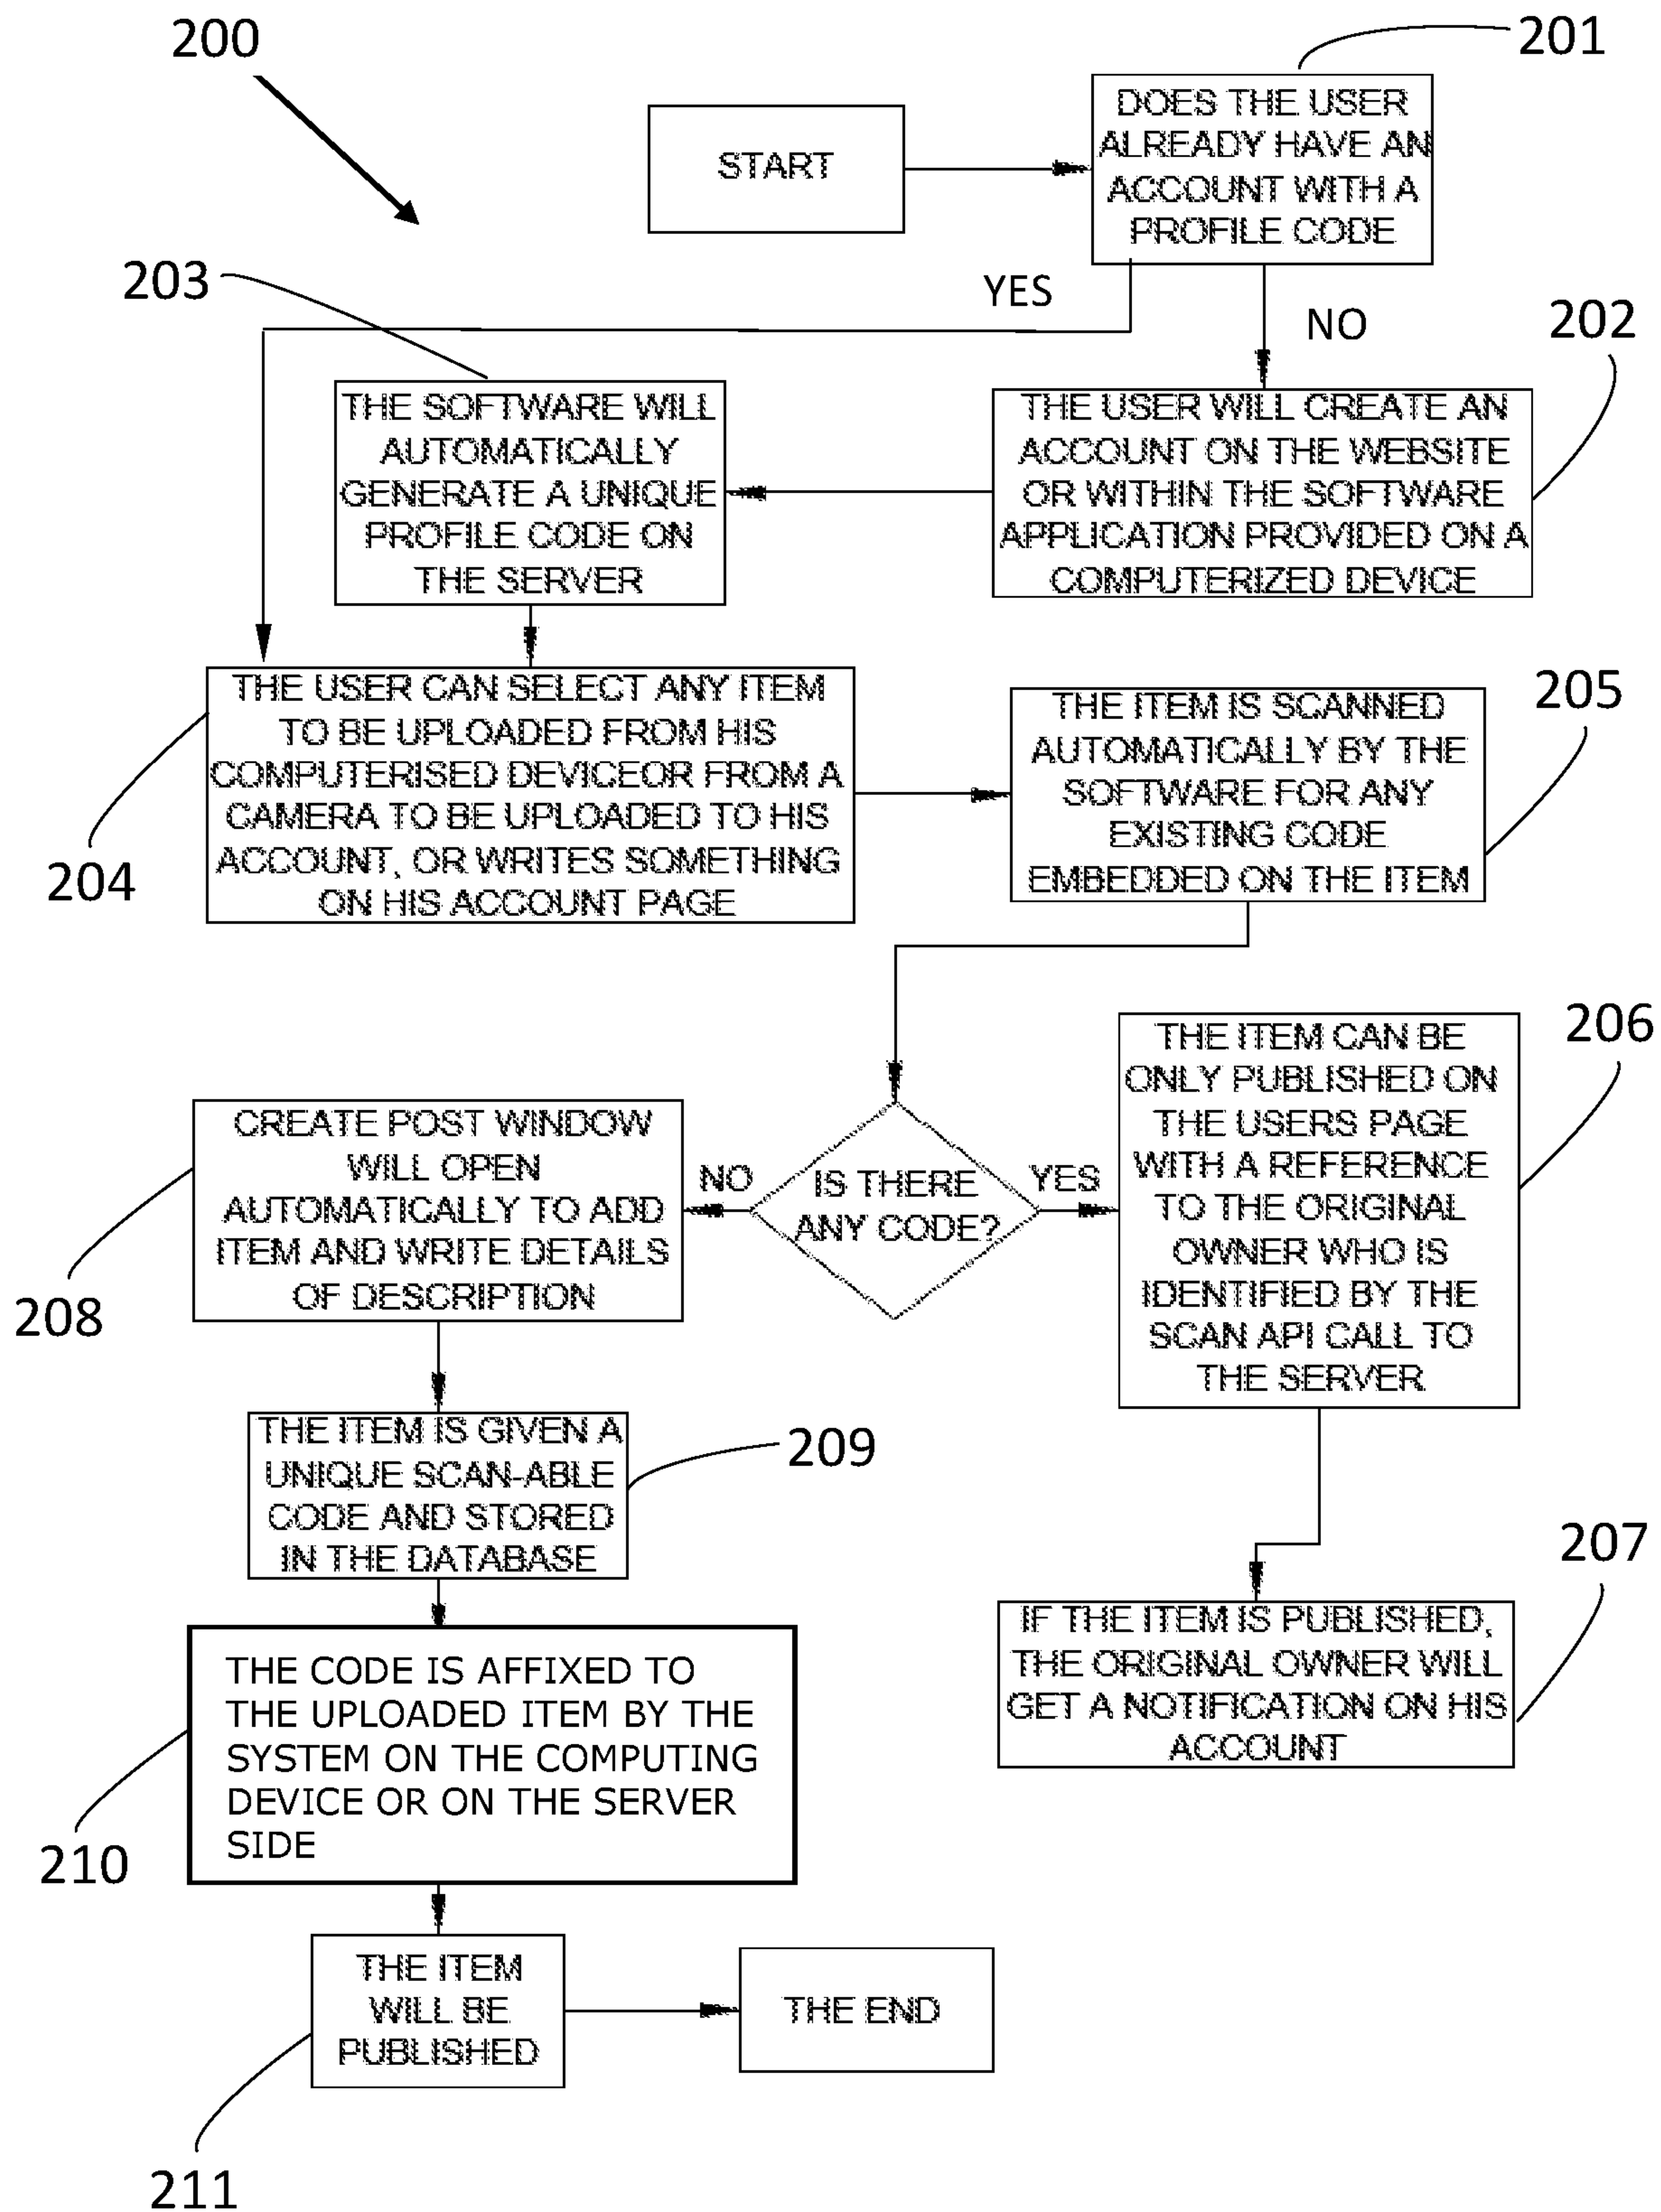 200
201
START
DOES THE USER
ALREADY HAVE AN
ACCOUNT WITH A
PROFILE CODE
YES
NO
203
202
THE SOFTWARE WILL
AUTOMATICALLY
GENERATE A UNIQUE
PROFILE CODE ON
THE SERVER
THE USER WILL CREATE AN
ACCOUNT ON THE WEBSITE
OR WITHIN THE SOFTWARE
APPLICATION PROVIDED ON A
COMPUTERIZED DEVICE
THE USER CAN SELECT ANY ITEM
TO BE UPLOADED FROM HIS
COMPUTERISED DEVICEOR FROM A
CAMERA TO BE UPLOADED TO HIS
ACCOUNT, OR WRITES SOMETHING
ON HIS ACCOUNT PAGE
204
THE ITEM IS SCANNED
AUTOMATICALLY BY THE
SOFTWARE FOR ANY
EXISTING CODE
EMBEDDED ON THE ITEM
205
IS THERE
ANY CODE?
NO
YES
THE ITEM CAN BE
ONLY PUBLISHED ON
THE USERS PAGE
WITH A REFERENCE
TO THE ORIGINAL
OWNER WHO IS
IDENTIFIED BY THE
SCAN API CALL TO
THE SERVER
206
IF THE ITEM IS PUBLISHED,
THE ORIGINAL OWNER WILL
GET A NOTIFICATION ON HIS
ACCOUNT
207
CREATE POST WINDOW
WILL OPEN
AUTOMATICALLY TO ADD
ITEM AND WRITE DETAILS
OF DESCRIPTION
208
THE ITEM IS GIVEN A
UNIQUE SCAN-ABLE
CODE AND STORED
IN THE DATABASE
209
THE CODE IS AFFIXED TO
THE UPLOADED ITEM BY THE
SYSTEM ON THE COMPUTING
DEVICE OR ON THE SERVER
SIDE
210
THE ITEM
WILL BE
PUBLISHED
211
THE END